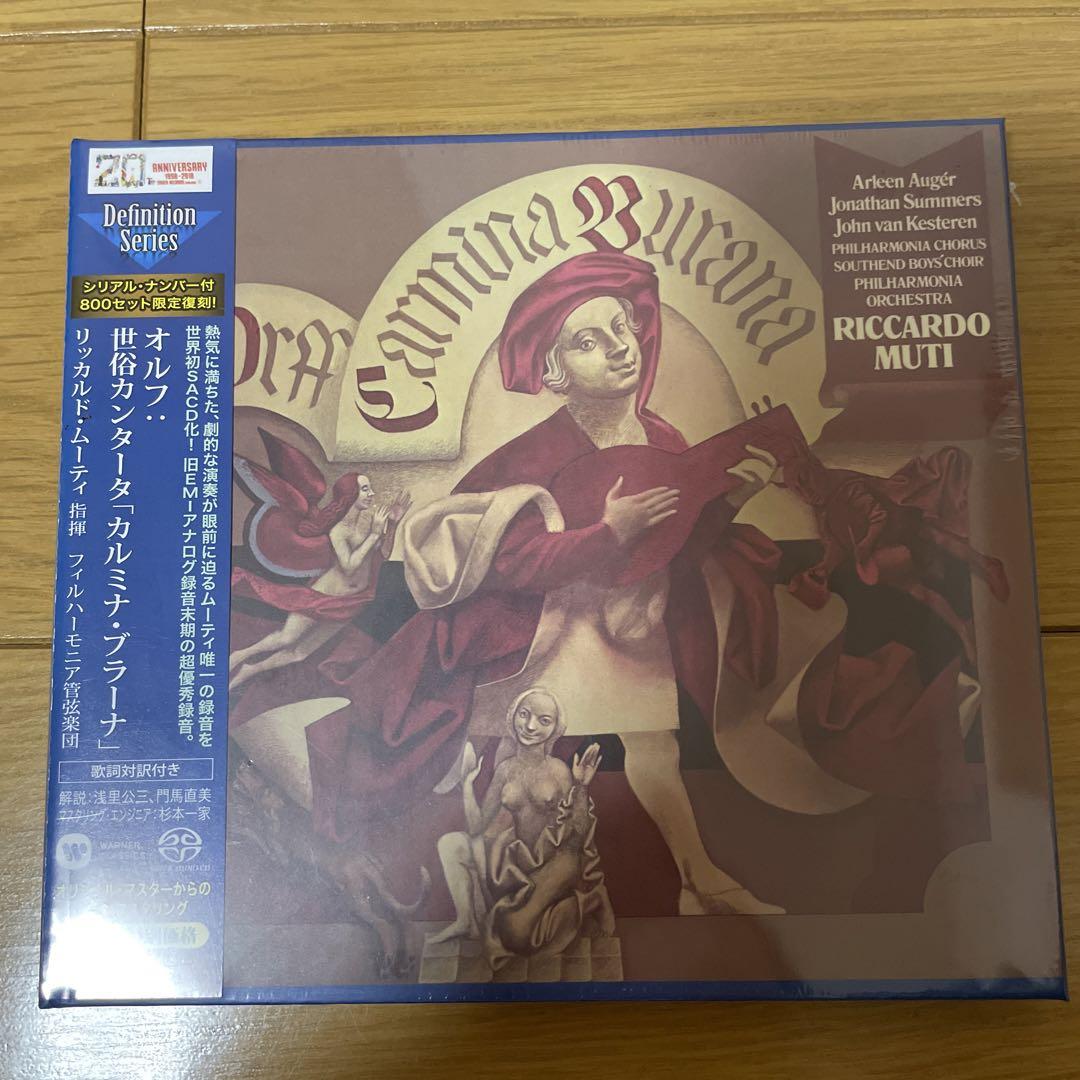 20 ANNIVERSARY
1998-2018
Definition
Series
シリアル・ナンバー付
800セット限定復刻!
熱気に満ちた、劇的な演奏が眼前に迫るムーティ唯一の録音を
世界初SACD化! 旧EMIアナログ録音末期の超優秀録音。
オルフ:
世俗カンタータ「カルミナ・ブラーナ」
リッカルド・ムーティ 指揮 フィルハーモニア管弦楽団
歌詞対訳付き
解説:浅里公三、門馬直美
マスタリング・エンジニア:杉本一家
WARNER
CLASSICS
オリジナル・マスターからの
価格
Orff
Carmina Burana
Arleen Augér
Jonathan Summers
John van Kesteren
PHILHARMONIA CHORUS
SOUTHEND BOYS' CHOIR
PHILHARMONIA
ORCHESTRA
RICCARDO
MUTI